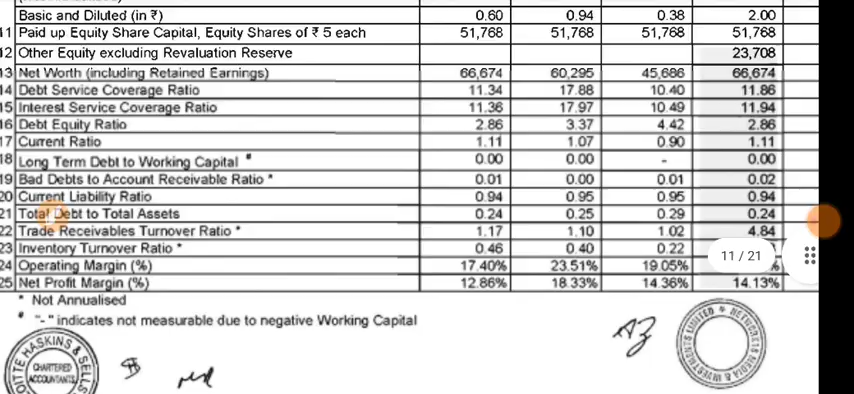 Basic and Diluted (in ₹) 0.60 0.94 0.38 2.00
11 Paid up Equity Share Capital, Equity Shares of ₹ 5 each 51,768 51,768 51,768 51,768
12 Other Equity excluding Revaluation Reserve 23,708
13 Net Worth (including Retained Earnings) 66,674 60,295 45,686 66,674
14 Debt Service Coverage Ratio 11.34 17.88 10.40 11.86
15 Interest Service Coverage Ratio 11.36 17.97 10.49 11.94
16 Debt Equity Ratio 2.86 3.37 4.42 2.86
17 Current Ratio 1.11 1.07 0.90 1.11
18 Long Term Debt to Working Capital # 0.00 0.00 - 0.00
19 Bad Debts to Account Receivable Ratio * 0.01 0.00 0.01 0.02
20 Current Liability Ratio 0.94 0.95 0.95 0.94
21 Total Debt to Total Assets 0.24 0.25 0.29 0.24
22 Trade Receivables Turnover Ratio * 1.17 1.10 1.02 4.84
23 Inventory Turnover Ratio * 0.46 0.40 0.22
11 / 21
24 Operating Margin (%) 17.40% 23.51% 19.05% %
25 Net Profit Margin (%) 12.86% 18.33% 14.36% 14.13%
* Not Annualised
# "-" indicates not measurable due to negative Working Capital
HASKINS & SELLS
CHARTERED
ACCOUNTANTS